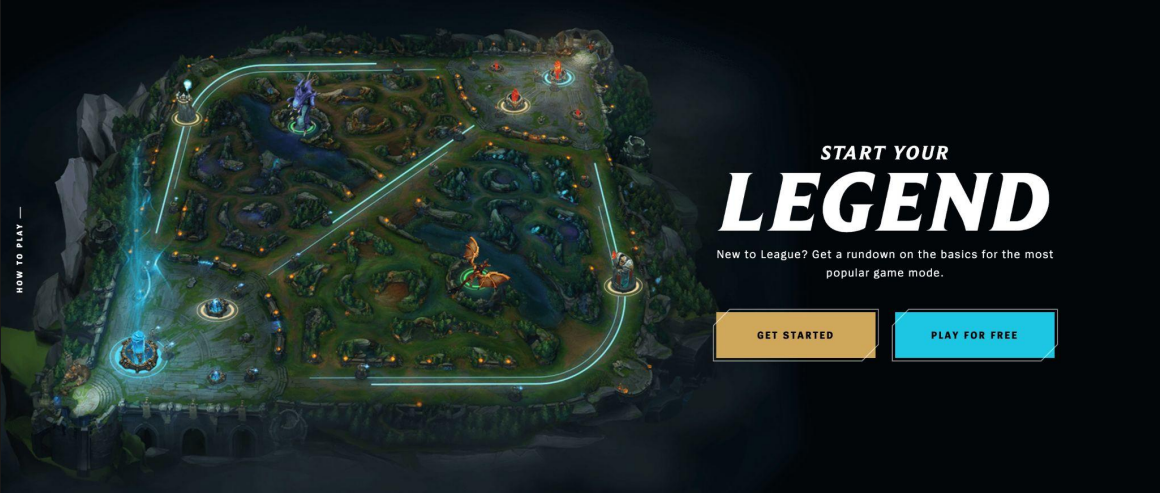 HOW TO PLAY
START YOUR
LEGEND
New to League? Get a rundown on the basics for the most
popular game mode.
GET STARTED
PLAY FOR FREE